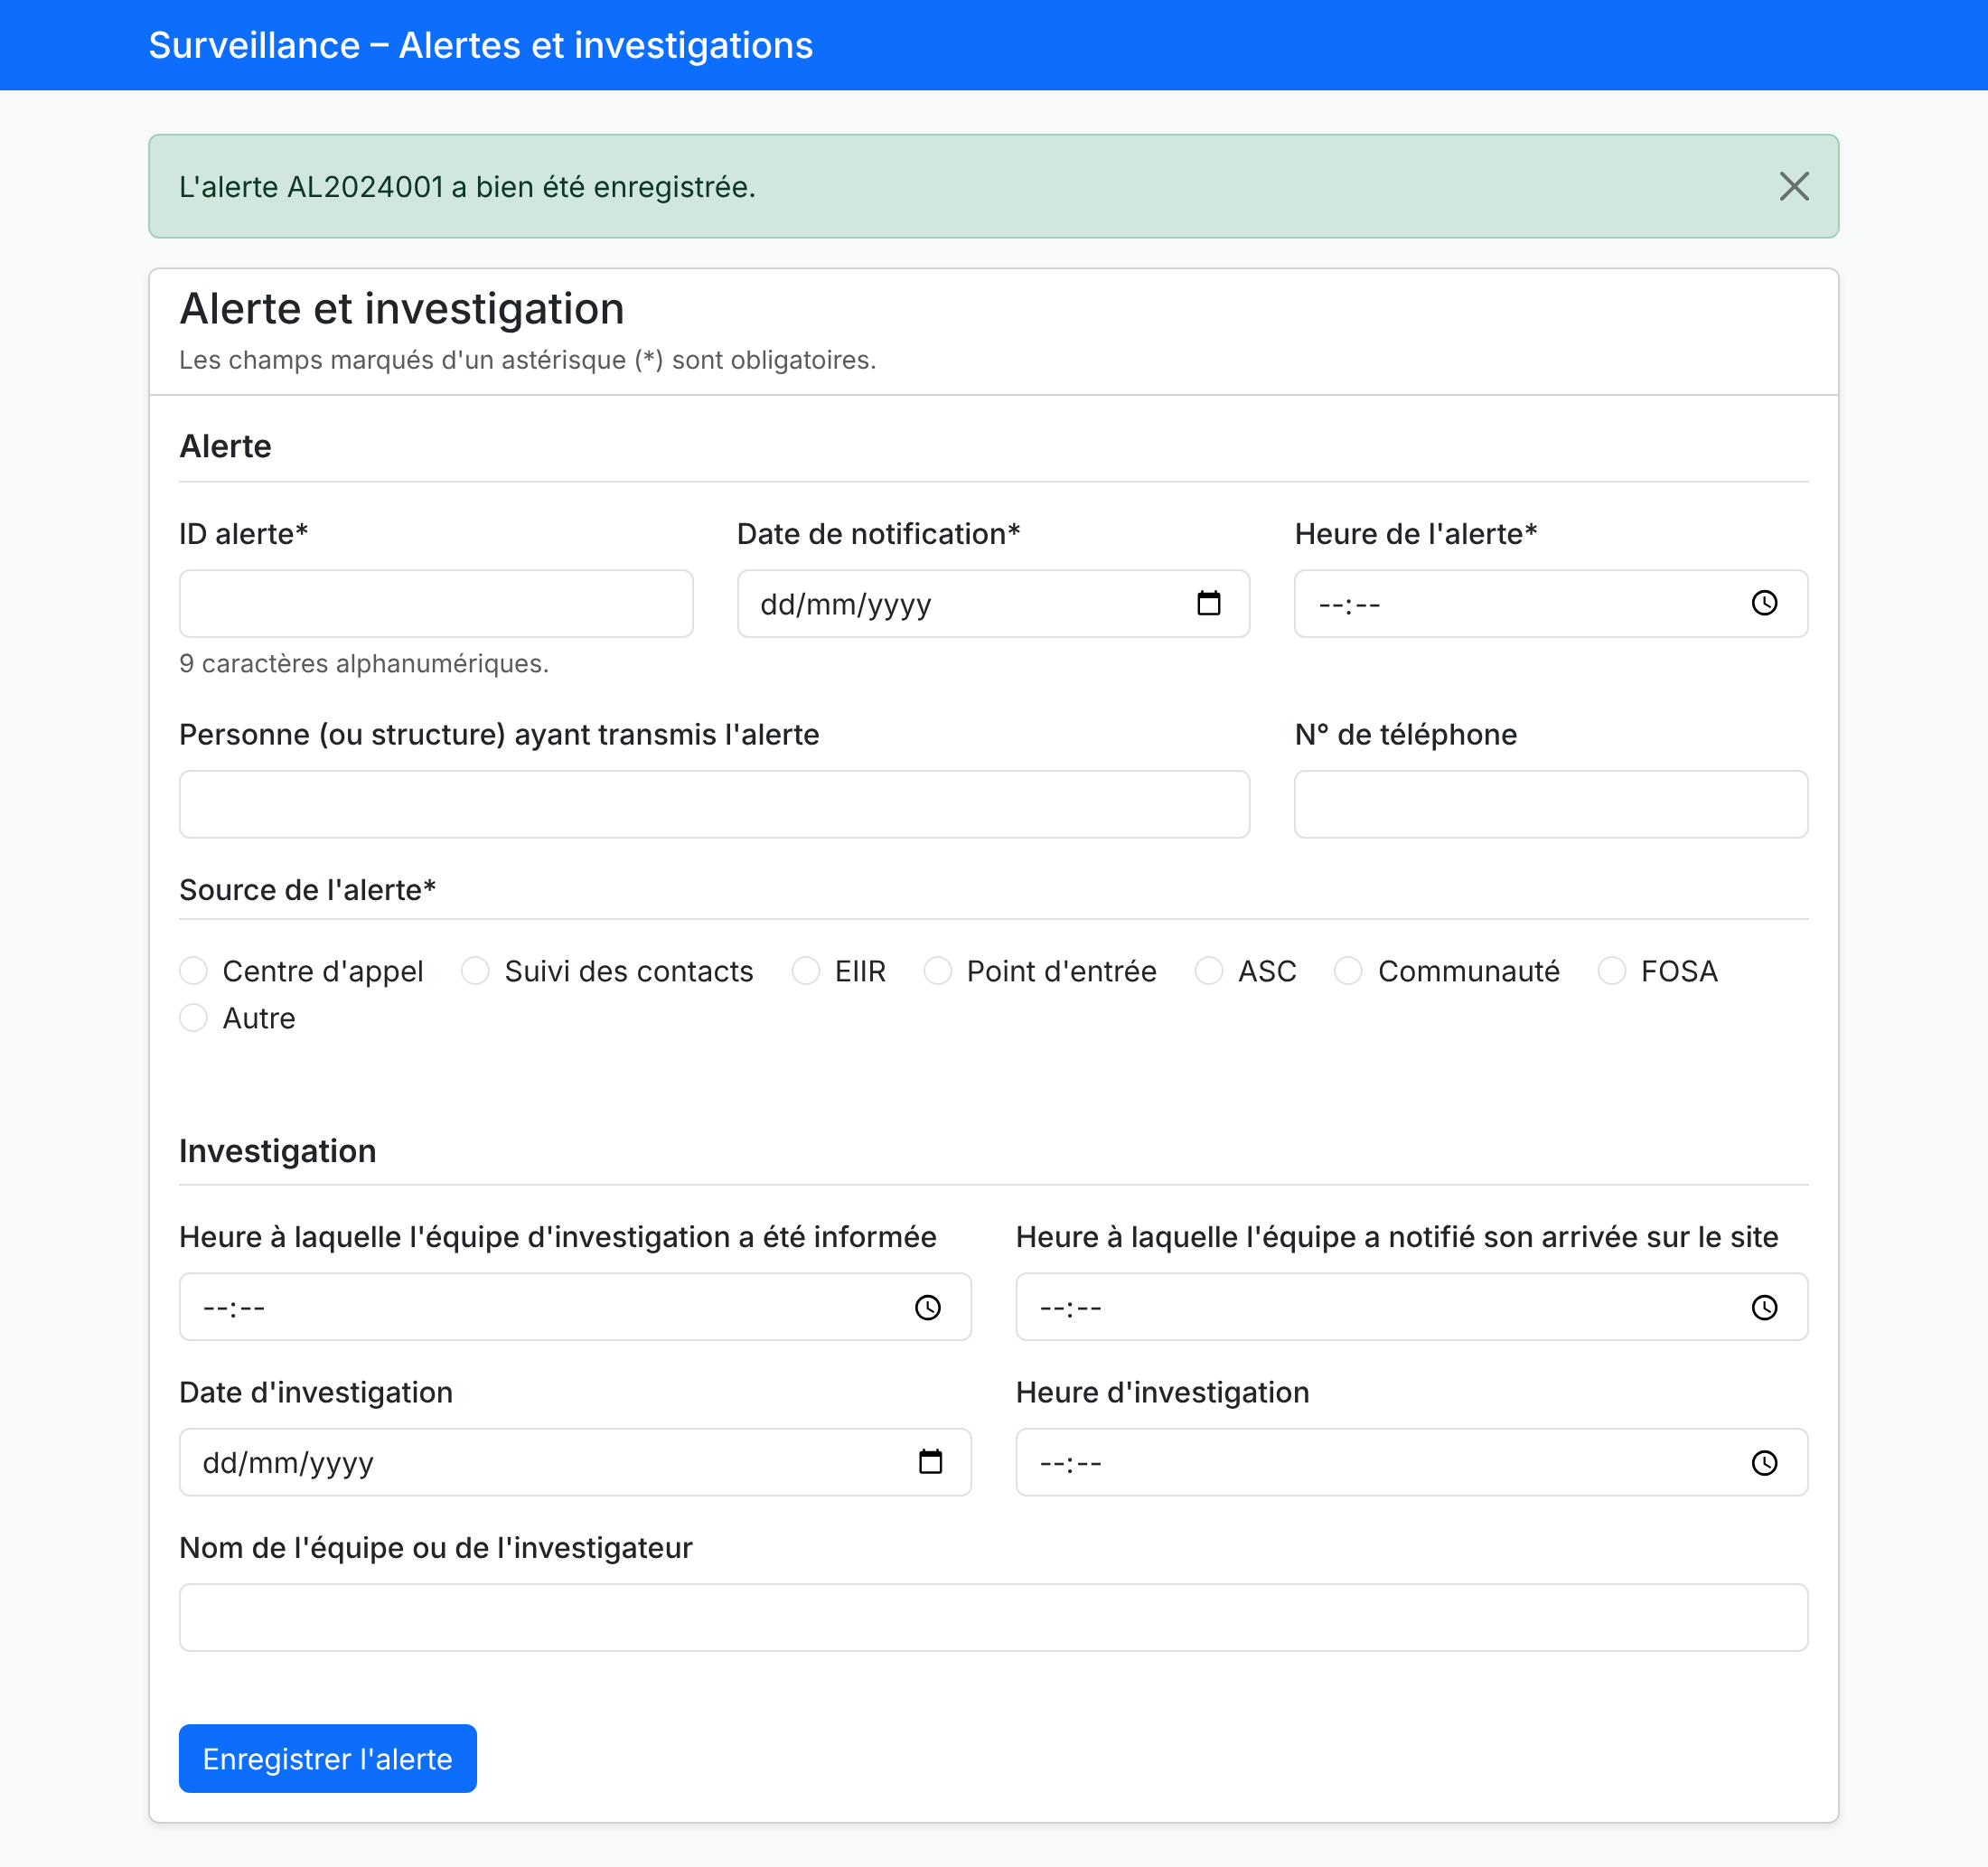 Surveillance – Alertes et investigations
L'alerte AL2024001 a bien été enregistrée.
Alerte et investigation
Les champs marqués d'un astérisque (*) sont obligatoires.
Alerte
ID alerte* Date de notification* Heure de l'alerte*
dd/mm/yyyy --:--
9 caractères alphanumériques.
Personne (ou structure) ayant transmis l'alerte N° de téléphone
Source de l'alerte*
Centre d'appel Suivi des contacts EIIR Point d'entrée ASC Communauté FOSA
Autre
Investigation
Heure à laquelle l'équipe d'investigation a été informée Heure à laquelle l'équipe a notifié son arrivée sur le site
--:-- --:--
Date d'investigation Heure d'investigation
dd/mm/yyyy --:--
Nom de l'équipe ou de l'investigateur
Enregistrer l'alerte